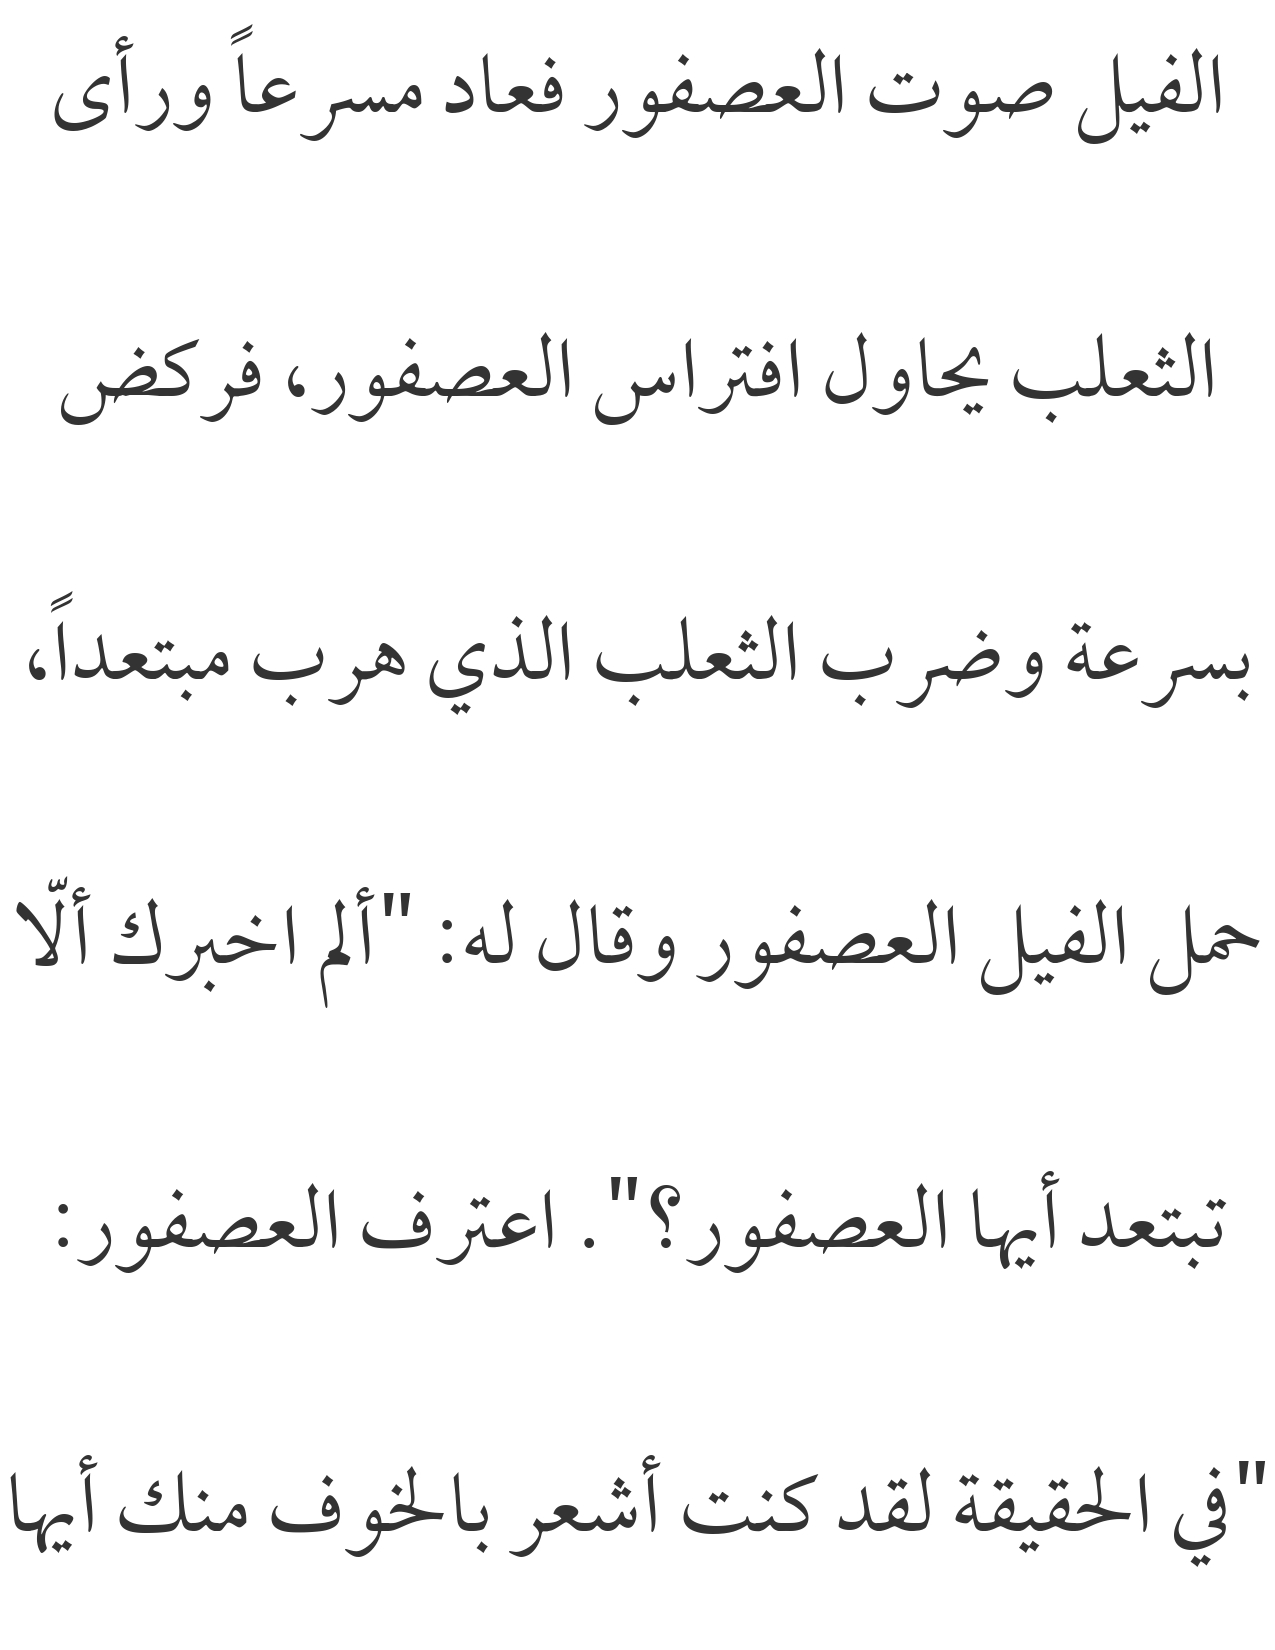 الفيل صوت العصفور فعاد مسرعاً ورأى
الثعلب يحاول افتراس العصفور، فركض
بسرعة وضرب الثعلب الذي هرب مبتعداً،
حمل الفيل العصفور وقال له: "ألم اخبرك ألّا
تبتعد أيها العصفور؟". اعترف العصفور:
"في الحقيقة لقد كنت أشعر بالخوف منك أيها